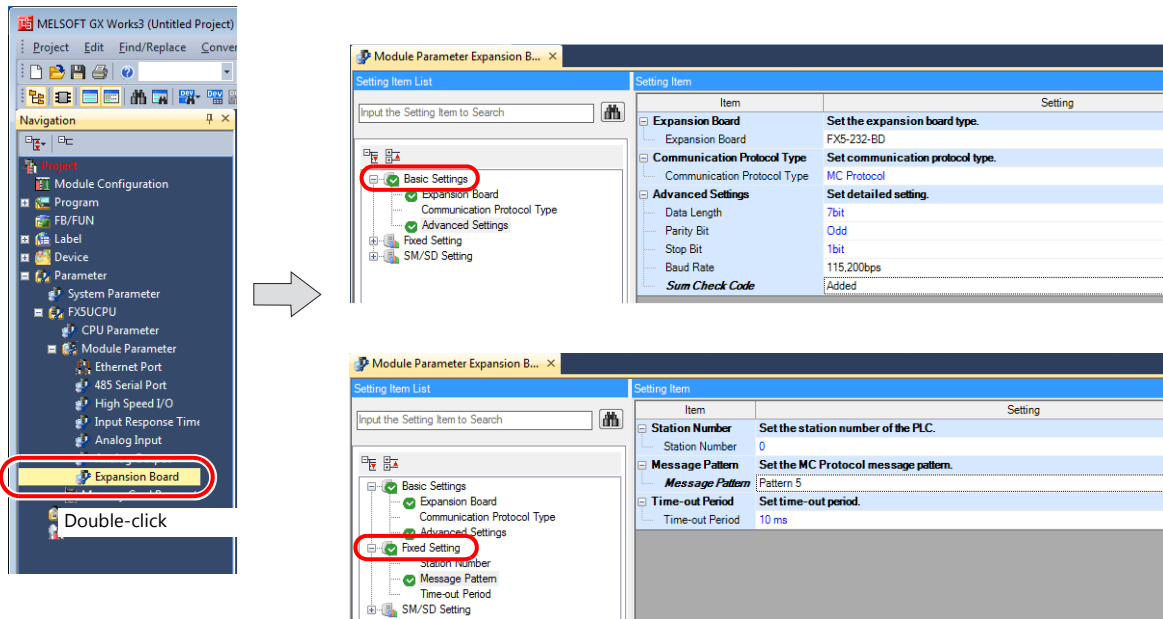 MELSOFT GX Works3 (Untitled Project)
Project Edit Find/Replace Conver
Navigation
Project
Module Configuration
Program
FB/FUN
Label
Device
Parameter
System Parameter
FX5UCPU
CPU Parameter
Module Parameter
Ethernet Port
485 Serial Port
High Speed I/O
Input Response Time
Analog Input
Expansion Board
Double-click
Module Parameter Expansion B... ×
Setting Item List
Input the Setting Item to Search
Basic Settings
Expansion Board
Communication Protocol Type
Advanced Settings
Fixed Setting
SM/SD Setting
Setting Item
Item Setting
Expansion Board Set the expansion board type.
Expansion Board FX5-232-BD
Communication Protocol Type Set communication protocol type.
Communication Protocol Type MC Protocol
Advanced Settings Set detailed setting.
Data Length 7bit
Parity Bit Odd
Stop Bit 1bit
Baud Rate 115,200bps
Sum Check Code Added
Module Parameter Expansion B... ×
Setting Item List
Input the Setting Item to Search
Basic Settings
Expansion Board
Communication Protocol Type
Advanced Settings
Fixed Setting
Station Number
Message Pattern
Time-out Period
SM/SD Setting
Setting Item
Item Setting
Station Number Set the station number of the PLC.
Station Number 0
Message Pattern Set the MC Protocol message pattern.
Message Pattern Pattern 5
Time-out Period Set time-out period.
Time-out Period 10 ms